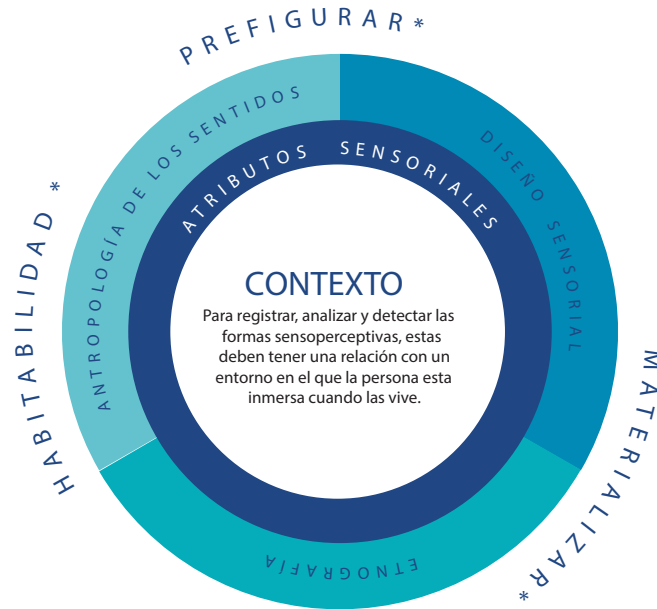 PREFIGURAR*
HABITABILIDAD *
MATERIALIZAR*
ANTROPOLOGÍA DE LOS SENTIDOS
DISEÑO SENSORIAL
ETNOGRAFÍA
ATRIBUTOS SENSORIALES
CONTEXTO
Para registrar, analizar y detectar las
formas sensoperceptivas, estas
deben tener una relación con un
entorno en el que la persona esta
inmersa cuando las vive.